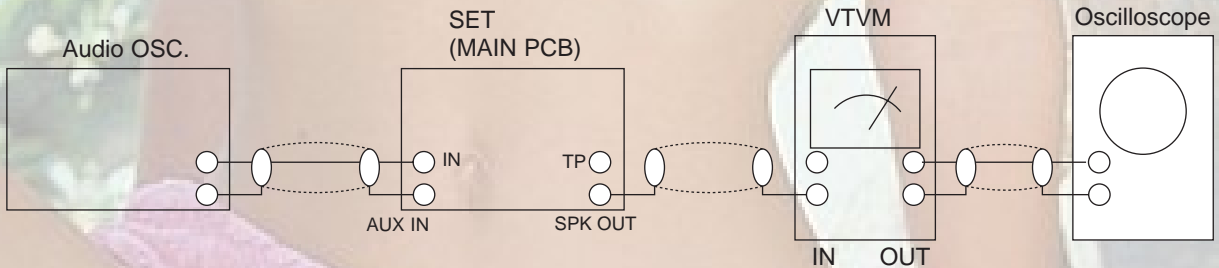 Audio OSC.
SET
(MAIN PCB)
VTVM
Oscilloscope
IN
TP
AUX IN
SPK OUT
IN
OUT